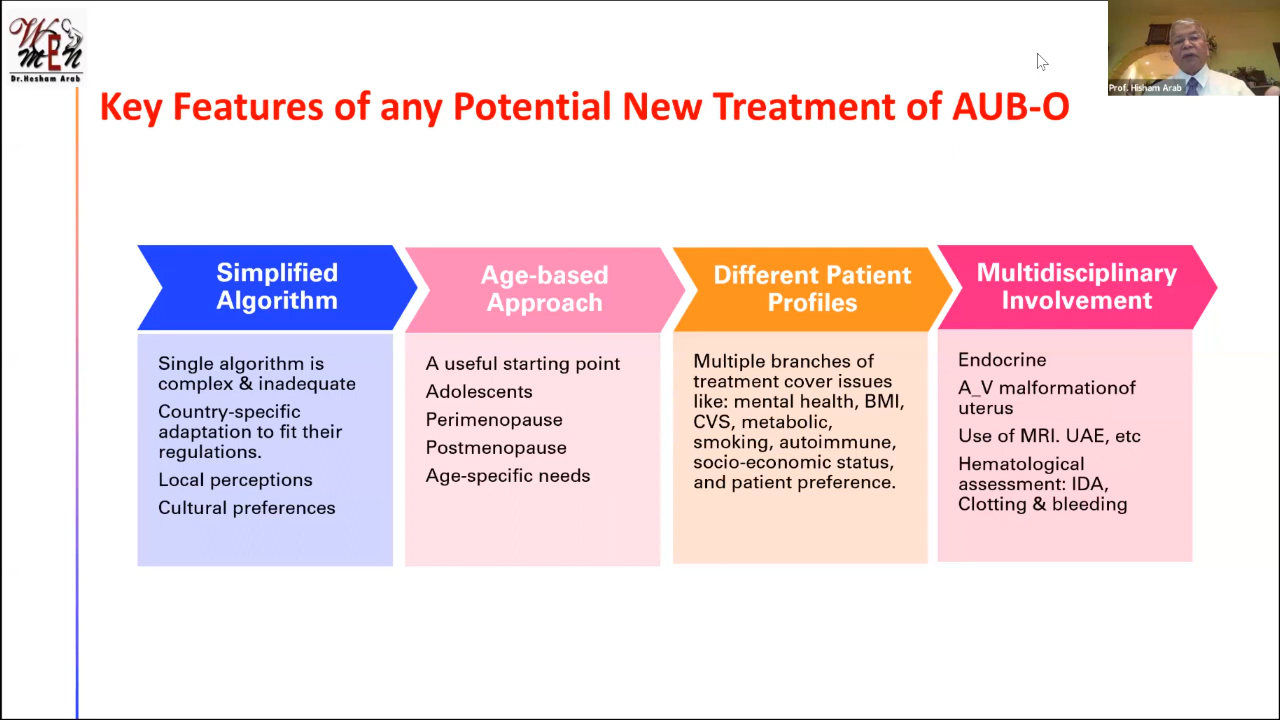 WOMEN
Dr.Hesham Arab
Prof. Hisham Arab
Key Features of any Potential New Treatment of AUB-O
Simplified
Algorithm
Single algorithm is
complex & inadequate
Country-specific
adaptation to fit their
regulations.
Local perceptions
Cultural preferences
Age-based
Approach
A useful starting point
Adolescents
Perimenopause
Postmenopause
Age-specific needs
Different Patient
Profiles
Multiple branches of
treatment cover issues
like: mental health, BMI,
CVS, metabolic,
smoking, autoimmune,
socio-economic status,
and patient preference.
Multidisciplinary
Involvement
Endocrine
A_V malformationof
uterus
Use of MRI. UAE, etc
Hematological
assessment: IDA,
Clotting & bleeding